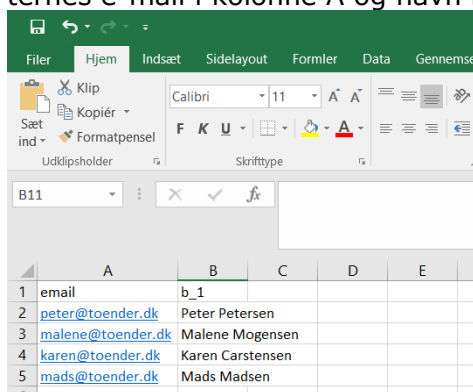 ternes e-mail i kolonne A og navn
Filer Hjem Indsæt Sidelayout Formler Data Gennemse
Klip
Kopiér
Formatpensel
Sæt
ind
Calibri 11 A A
F K U A
Udklipsholder Skrifttype
B11 fx
A B C D E
1 email b_1
2 peter@toender.dk Peter Petersen
3 malene@toender.dk Malene Mogensen
4 karen@toender.dk Karen Carstensen
5 mads@toender.dk Mads Madsen